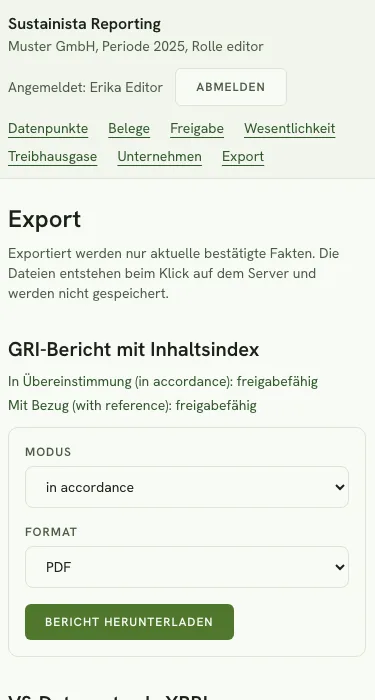 Sustainista Reporting
Muster GmbH, Periode 2025, Rolle editor
Angemeldet: Erika Editor
ABMELDEN
Datenpunkte Belege Freigabe Wesentlichkeit
Treibhausgase Unternehmen Export
Export
Exportiert werden nur aktuelle bestätigte Fakten. Die
Dateien entstehen beim Klick auf dem Server und
werden nicht gespeichert.
GRI-Bericht mit Inhaltsindex
In Übereinstimmung (in accordance): freigabefähig
Mit Bezug (with reference): freigabefähig
MODUS
in accordance
FORMAT
PDF
BERICHT HERUNTERLADEN